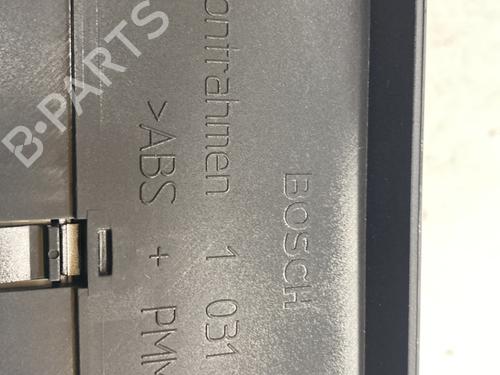 BOSCH
ontrahmen 1 031
>ABS + PM
B-PARTS